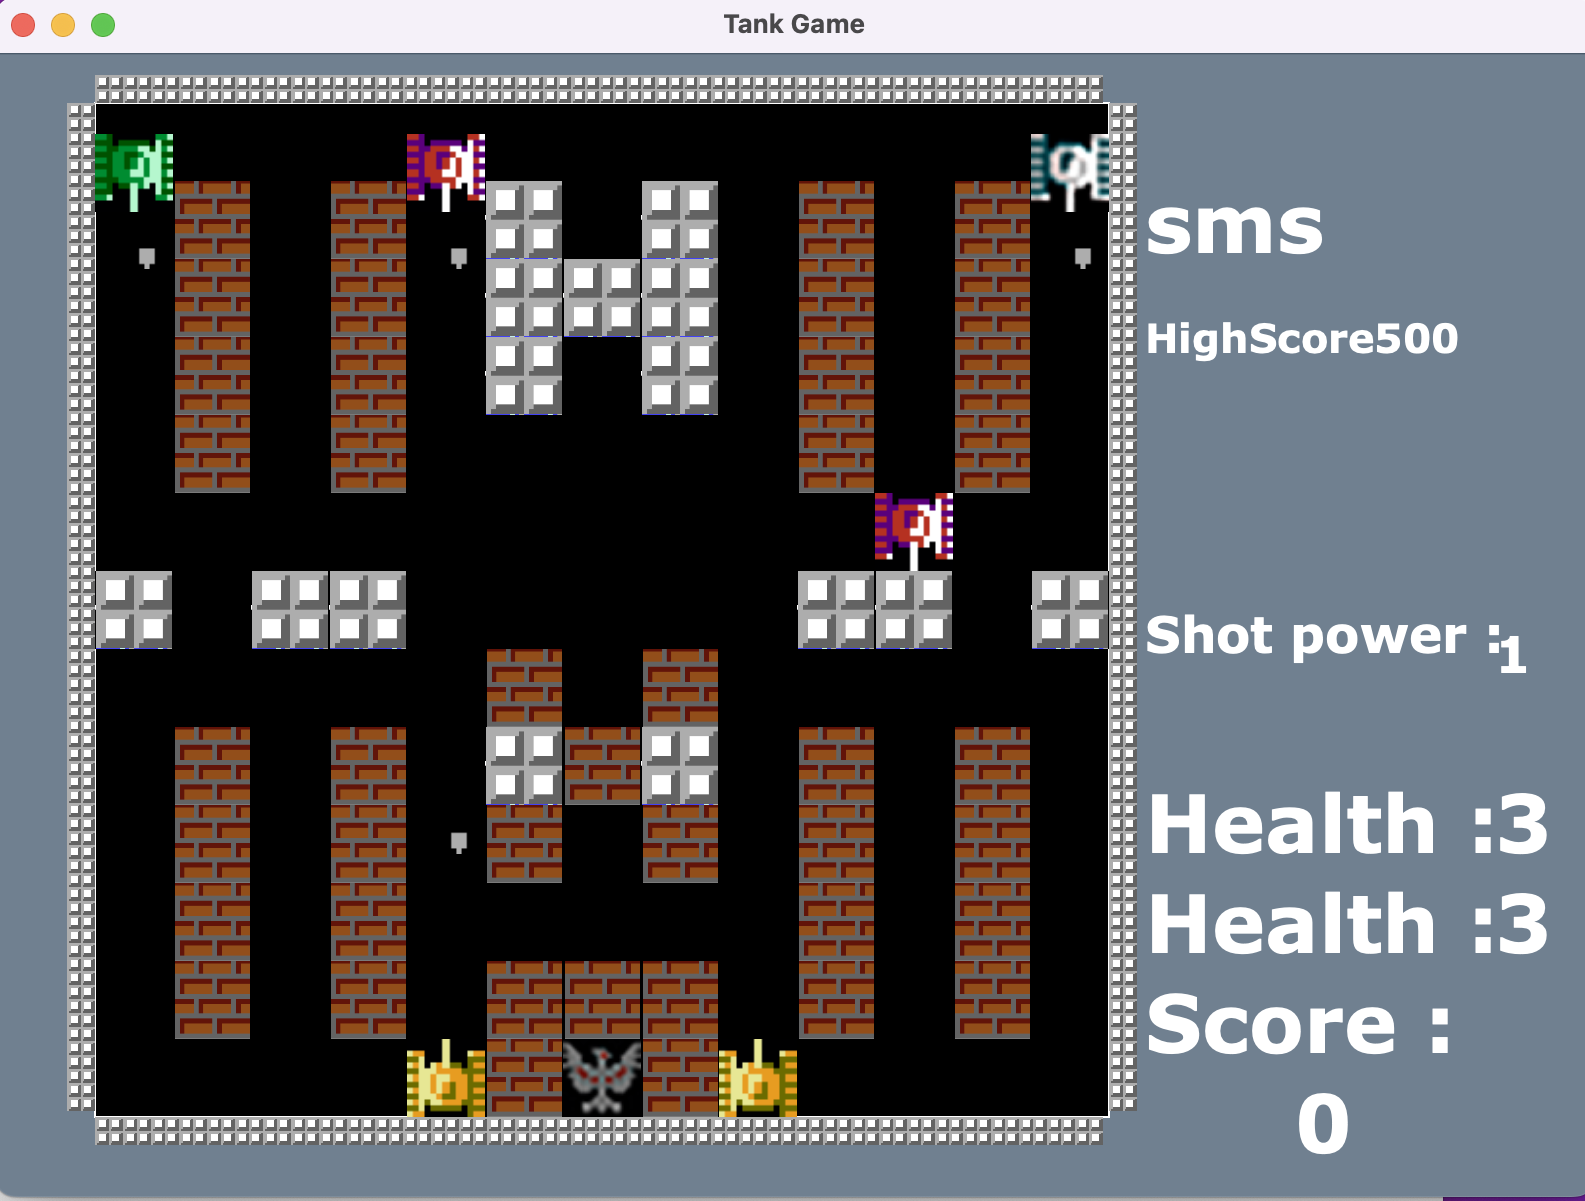 Tank Game
sms
HighScore500
Shot power :1
Health :3
Health :3
Score :
0